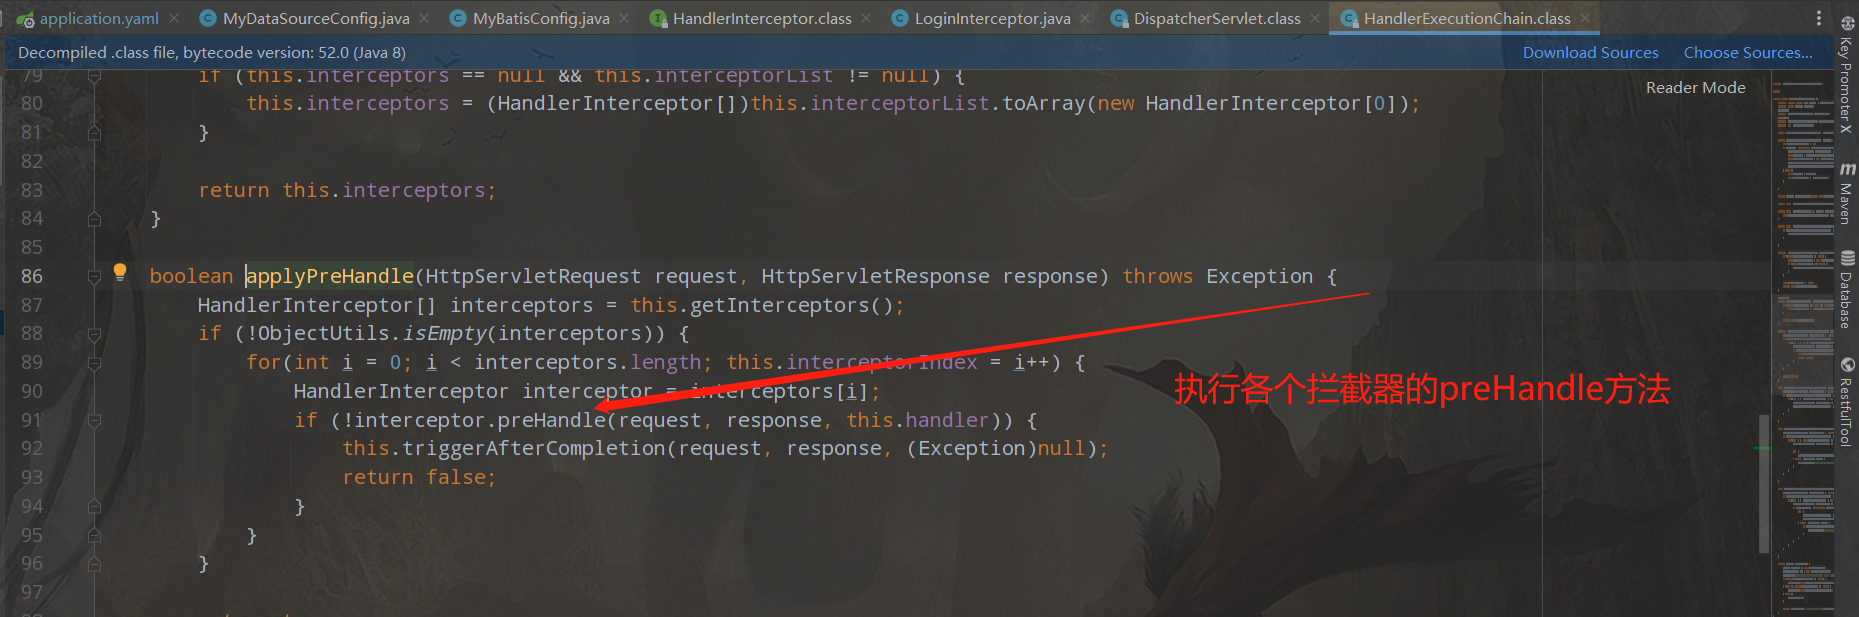 application.yaml MyDataSourceConfig.java MyBatisConfig.java HandlerInterceptor.class LoginInterceptor.java DispatcherServlet.class HandlerExecutionChain.class
Decompiled .class file, bytecode version: 52.0 (Java 8) Download Sources Choose Sources...
Reader Mode
79 if (this.interceptors == null && this.interceptorList != null) {
80 this.interceptors = (HandlerInterceptor[])this.interceptorList.toArray(new HandlerInterceptor[0]);
81 }
82
83 return this.interceptors;
84 }
85
86 boolean applyPreHandle(HttpServletRequest request, HttpServletResponse response) throws Exception {
87 HandlerInterceptor[] interceptors = this.getInterceptors();
88 if (!ObjectUtils.isEmpty(interceptors)) {
89 for(int i = 0; i < interceptors.length; this.interceptorIndex = i++) {
90 HandlerInterceptor interceptor = interceptors[i];
执行各个拦截器的preHandle方法
91 if (!interceptor.preHandle(request, response, this.handler)) {
92 this.triggerAfterCompletion(request, response, (Exception)null);
93 return false;
94 }
95 }
96 }
97
Key Promoter X
m Maven
Database
RestfulTool